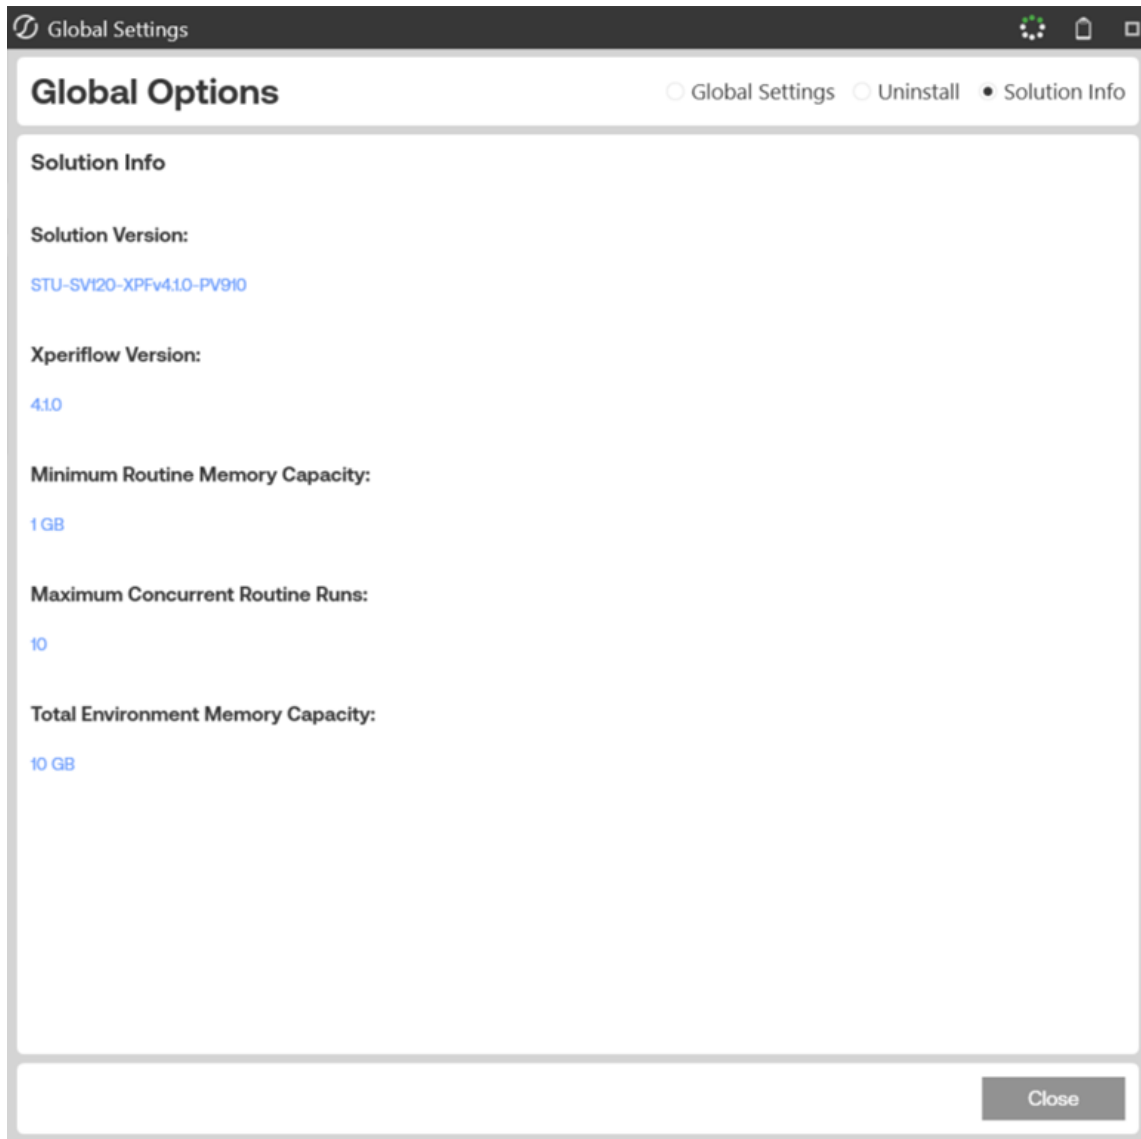 Global Settings
Global Options
Global Settings Uninstall Solution Info
Solution Info
Solution Version:
STU-SV120-XPFv4.1.0-PV910
Xperiflow Version:
4.1.0
Minimum Routine Memory Capacity:
1 GB
Maximum Concurrent Routine Runs:
10
Total Environment Memory Capacity:
10 GB
Close